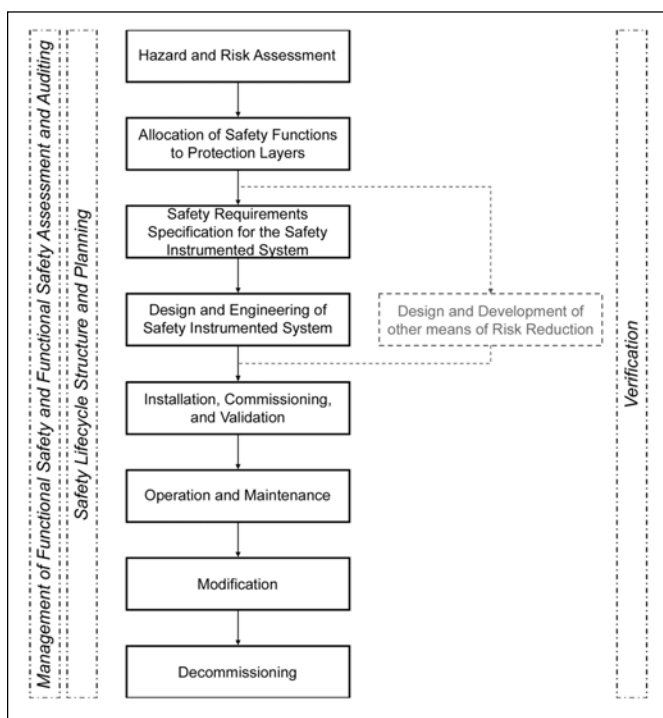 Management of Functional Safety and Functional Safety Assessment and Auditing
Safety Lifecycle Structure and Planning
Hazard and Risk Assessment
Allocation of Safety Functions
to Protection Layers
Safety Requirements
Specification for the Safety
Instrumented System
Design and Engineering of
Safety Instrumented System
Design and Development of
other means of Risk Reduction
Installation, Commissioning,
and Validation
Operation and Maintenance
Modification
Decommissioning
Verification